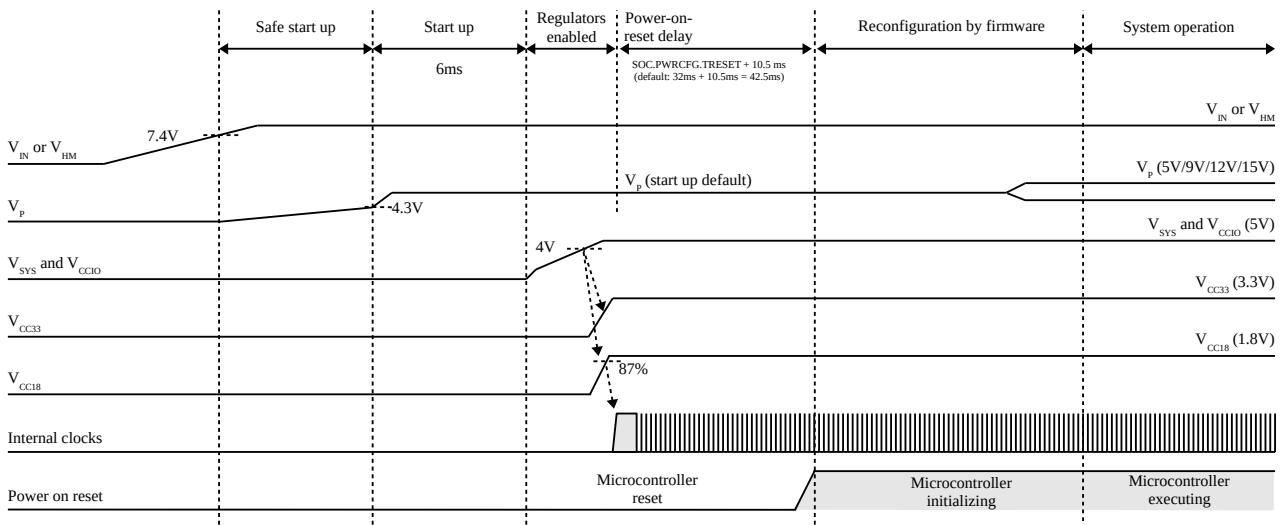 Safe start up
Start up
Regulators
enabled
Power-on-
reset delay
Reconfiguration by firmware
System operation
6ms
SOC.PWRCFG.TRESET + 10.5 ms
(default: 32ms + 10.5ms = 42.5ms)
7.4V
VIN or VHM
VIN or VHM
VP
4.3V
VP (start up default)
VP (5V/9V/12V/15V)
VSYS and VCCIO
4V
VSYS and VCCIO (5V)
VCC33
VCC33 (3.3V)
VCC18
87%
VCC18 (1.8V)
Internal clocks
Power on reset
Microcontroller
reset
Microcontroller
initializing
Microcontroller
executing